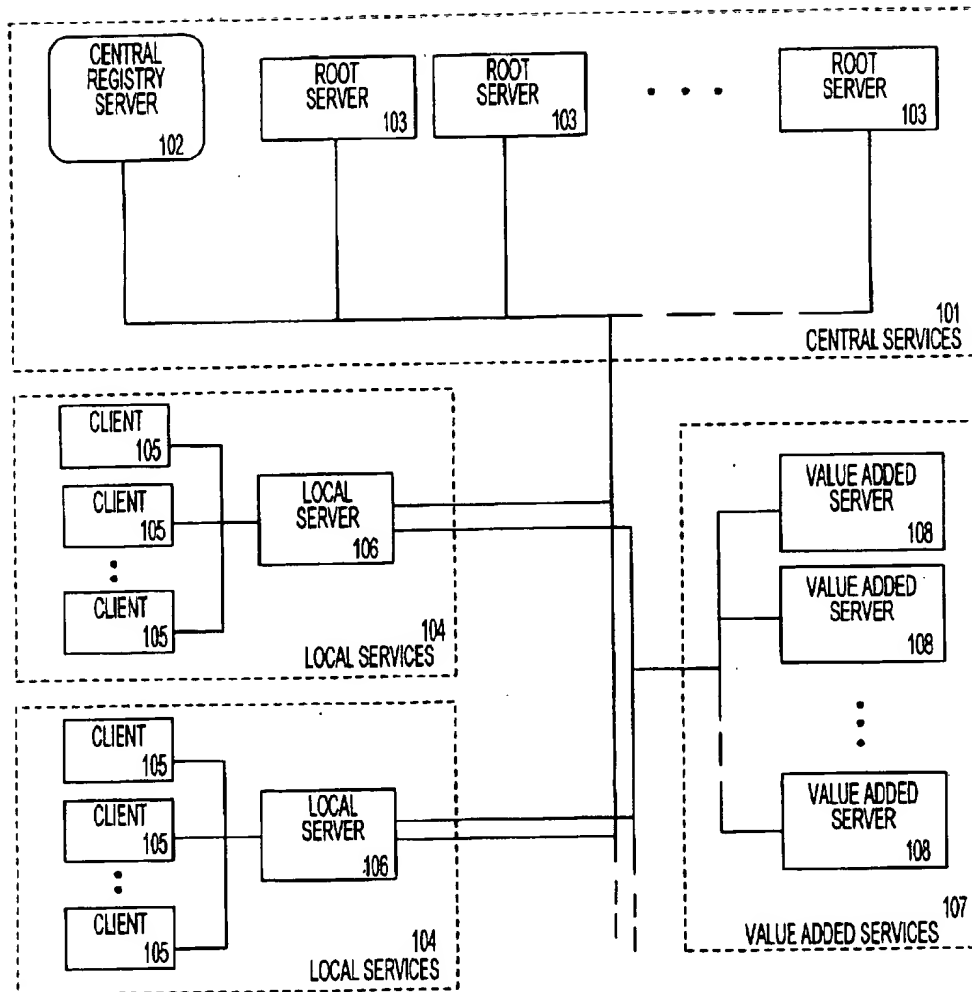 CENTRAL
REGISTRY
SERVER
102
ROOT
SERVER
103
ROOT
SERVER
103
ROOT
SERVER
103
101
CENTRAL SERVICES
CLIENT
105
CLIENT
105
CLIENT
105
LOCAL
SERVER
106
104
LOCAL SERVICES
CLIENT
105
CLIENT
105
CLIENT
105
LOCAL
SERVER
106
104
LOCAL SERVICES
VALUE ADDED
SERVER
108
VALUE ADDED
SERVER
108
VALUE ADDED
SERVER
108
107
VALUE ADDED SERVICES